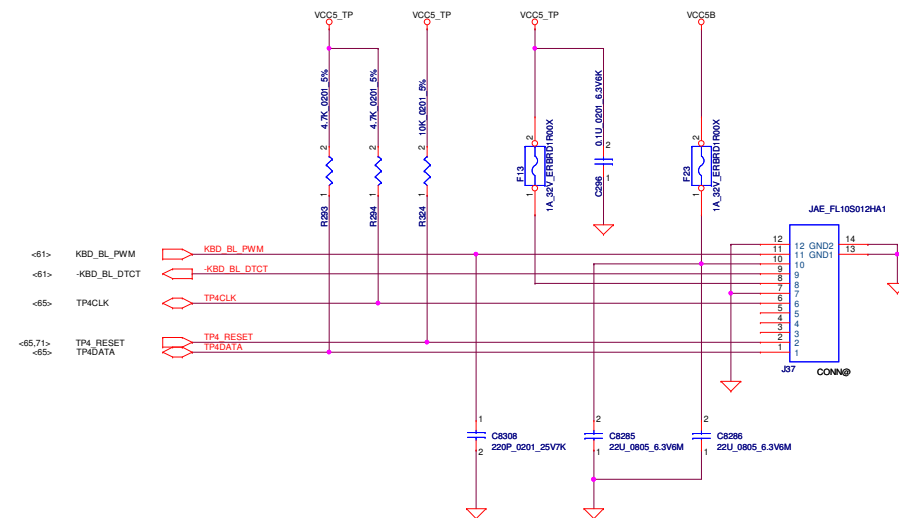 VCC5_TP
VCC5_TP
VCC5_TP
VCC5B
4.7K_0201_5%
4.7K_0201_5%
10K_0201_5%
0.1U_0201_6.3V6K
2
2
2
2
2
2
1A_32V_ERBRD1R00X
1A_32V_ERBRD1R00X
F13
F23
1
1
1
1
1
1
R293
R294
R324
C296
JAE_FL10S012HA1
<61> KBD_BL_PWM KBD_BL_PWM
<61> -KBD_BL_DTCT -KBD_BL_DTCT
<65> TP4CLK TP4CLK
<65,71> TP4_RESET TP4_RESET
<65> TP4DATA TP4DATA
12 12 GND2 14
11 11 GND1 13
10 10
9 9
8 8
7 7
6 6
5 5
4 4
3 3
2 2
1 1
J37
CONN@
1
C8308
220P_0201_25V7K
2
2
C8285
22U_0805_6.3V6M
1
2
C8286
22U_0805_6.3V6M
1